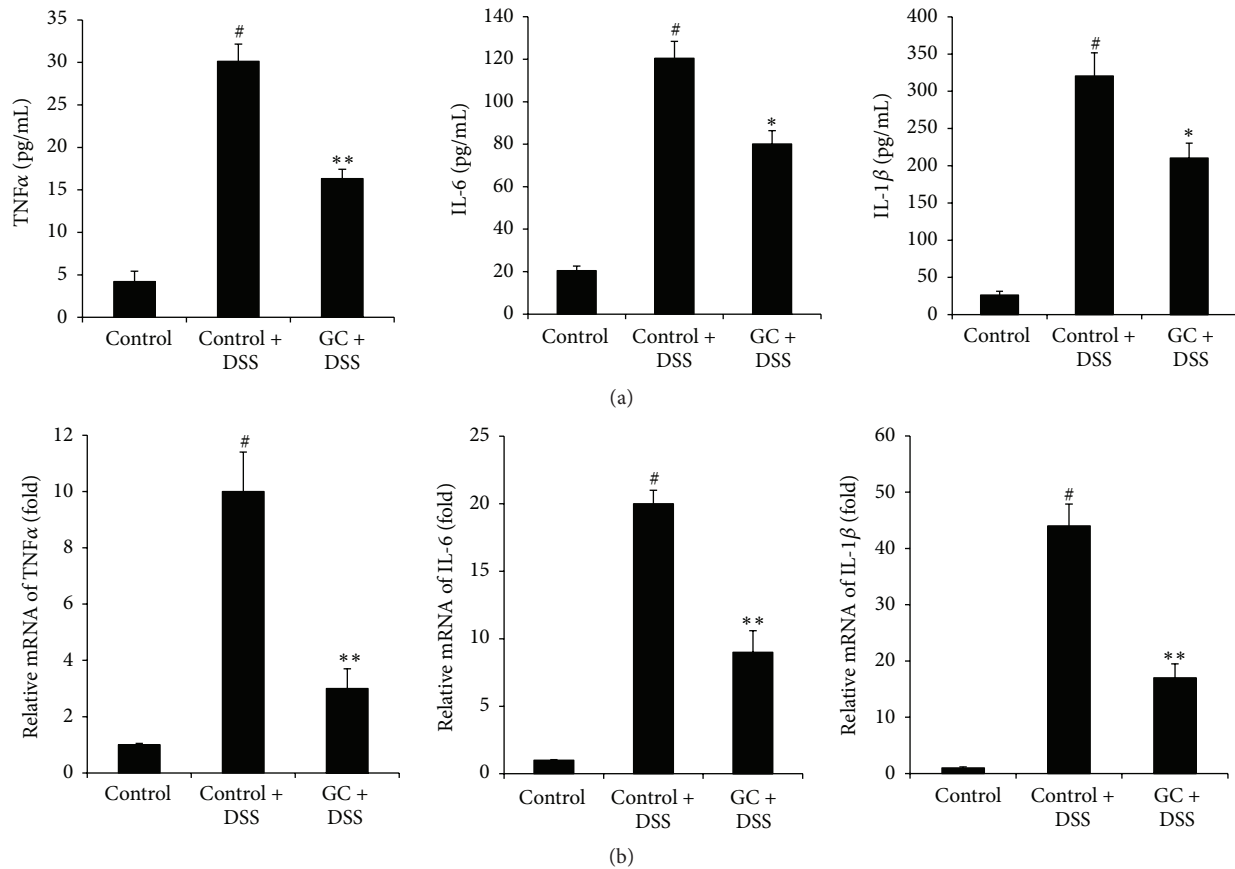 TNFα (pg/mL)
35
30
25
20
15
10
5
0
#
**
Control
Control +
DSS
GC +
DSS
IL-6 (pg/mL)
140
120
100
80
60
40
20
0
#
*
Control
Control +
DSS
GC +
DSS
IL-1β (pg/mL)
400
350
300
250
200
150
100
50
0
#
*
Control
Control +
DSS
GC +
DSS
(a)
Relative mRNA of TNFα (fold)
12
10
8
6
4
2
0
#
**
Control
Control +
DSS
GC +
DSS
Relative mRNA of IL-6 (fold)
25
20
15
10
5
0
#
**
Control
Control +
DSS
GC +
DSS
Relative mRNA of IL-1β (fold)
60
50
40
30
20
10
0
#
**
Control
Control +
DSS
GC +
DSS
(b)